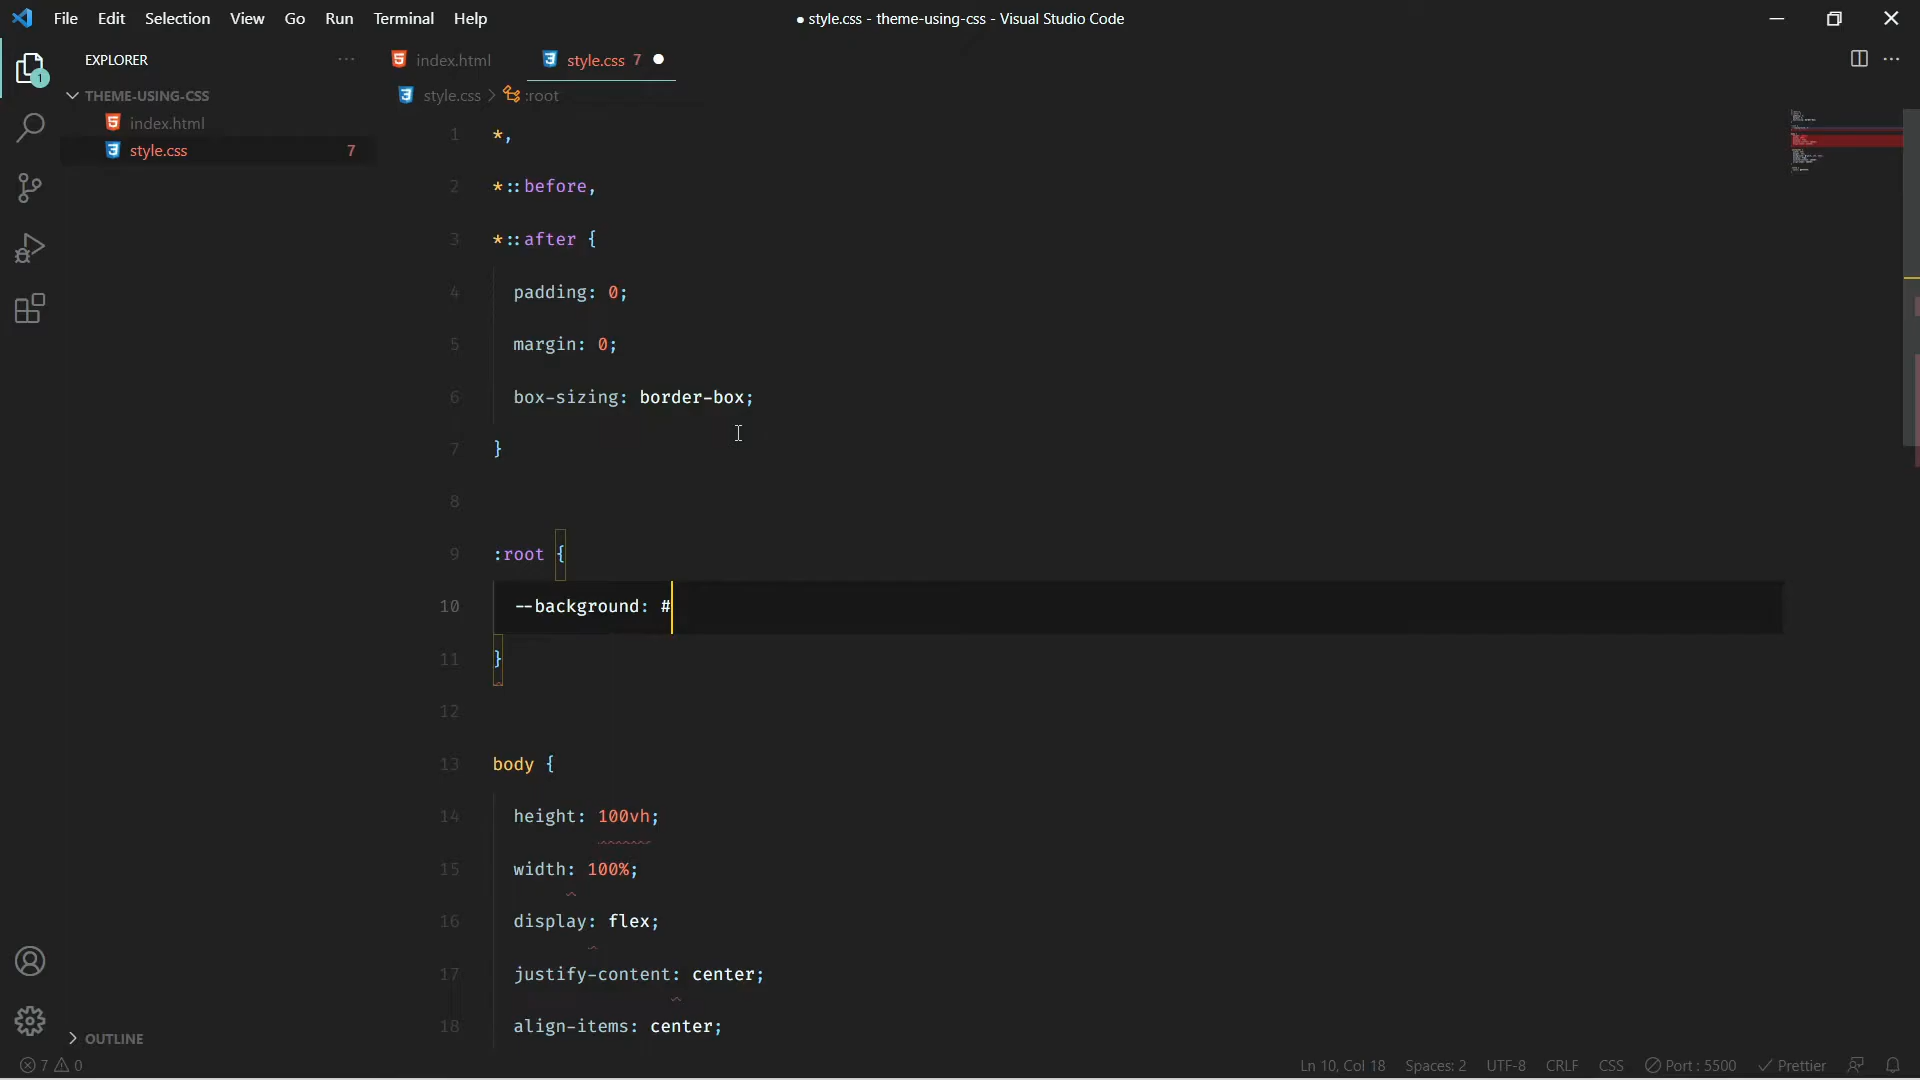 File Edit Selection View Go Run Terminal Help
● style.css - theme-using-css - Visual Studio Code
EXPLORER
1
THEME-USING-CSS
index.html
style.css 7
OUTLINE
index.html
style.css 7
style.css > :root
1 *,
2 *::before,
3 *::after {
4 padding: 0;
5 margin: 0;
6 box-sizing: border-box;
7 }
8
9 :root {
10 --background: #
11 }
12
13 body {
14 height: 100vh;
15 width: 100%;
16 display: flex;
17 justify-content: center;
18 align-items: center;
7 0
Ln 10, Col 18 Spaces: 2 UTF-8 CRLF CSS Port : 5500 Prettier